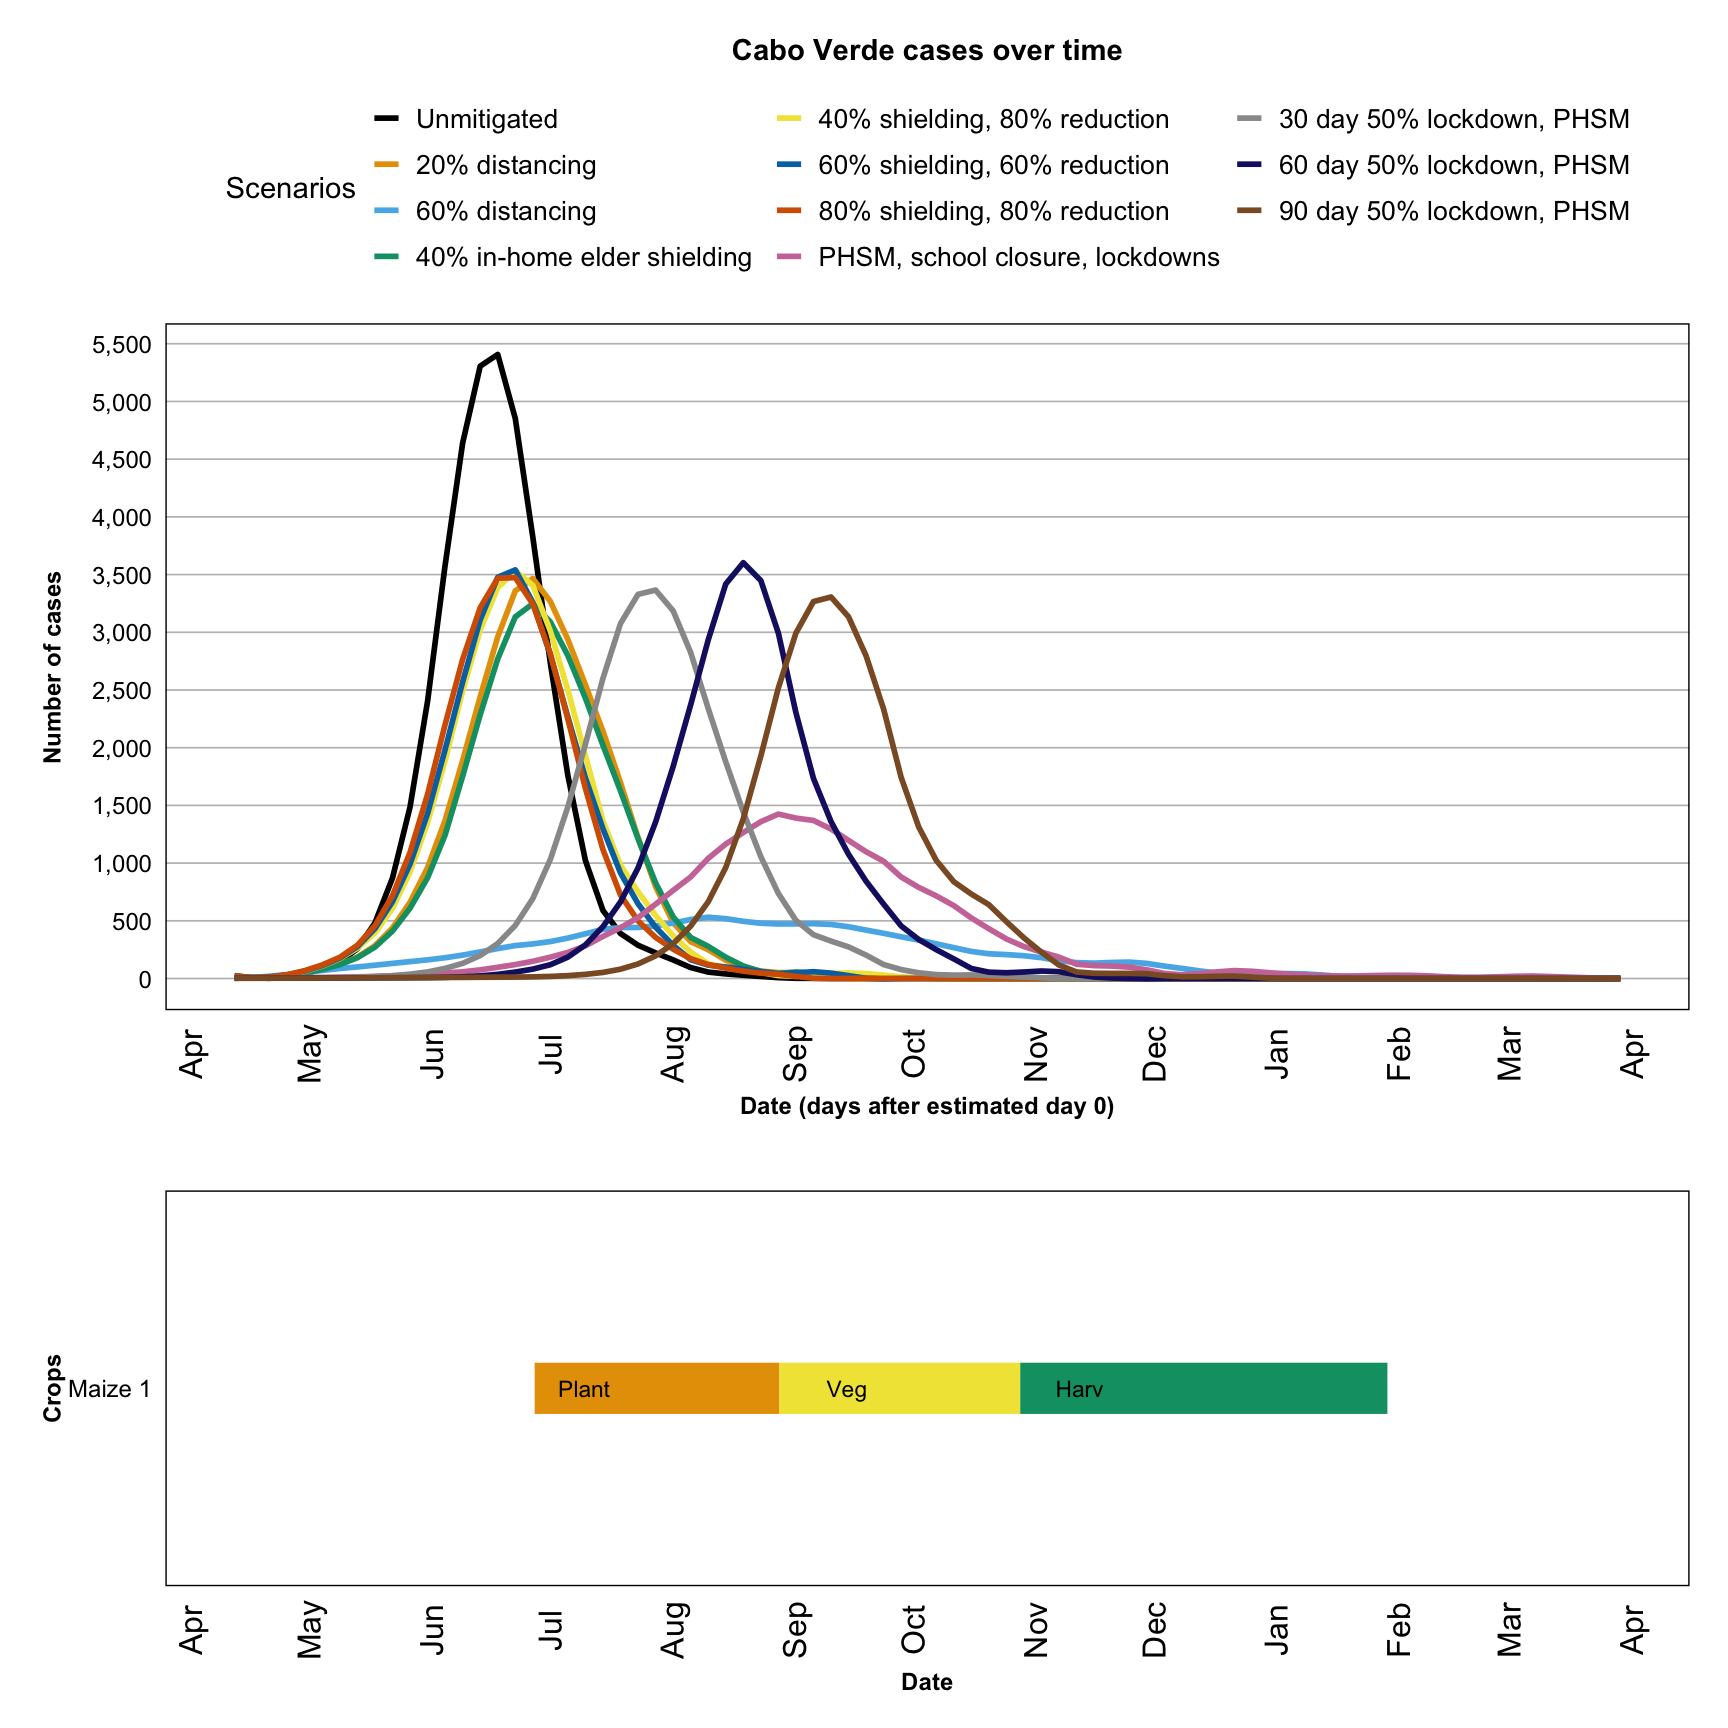 Cabo Verde cases over time
Scenarios
Unmitigated
20% distancing
60% distancing
40% in-home elder shielding
40% shielding, 80% reduction
60% shielding, 60% reduction
80% shielding, 80% reduction
PHSM, school closure, lockdowns
30 day 50% lockdown, PHSM
60 day 50% lockdown, PHSM
90 day 50% lockdown, PHSM
Number of cases
5,500
5,000
4,500
4,000
3,500
3,000
2,500
2,000
1,500
1,000
500
0
Apr May Jun Jul Aug Sep Oct Nov Dec Jan Feb Mar Apr
Date (days after estimated day 0)
Crops
Maize 1
Plant Veg Harv
Apr May Jun Jul Aug Sep Oct Nov Dec Jan Feb Mar Apr
Date